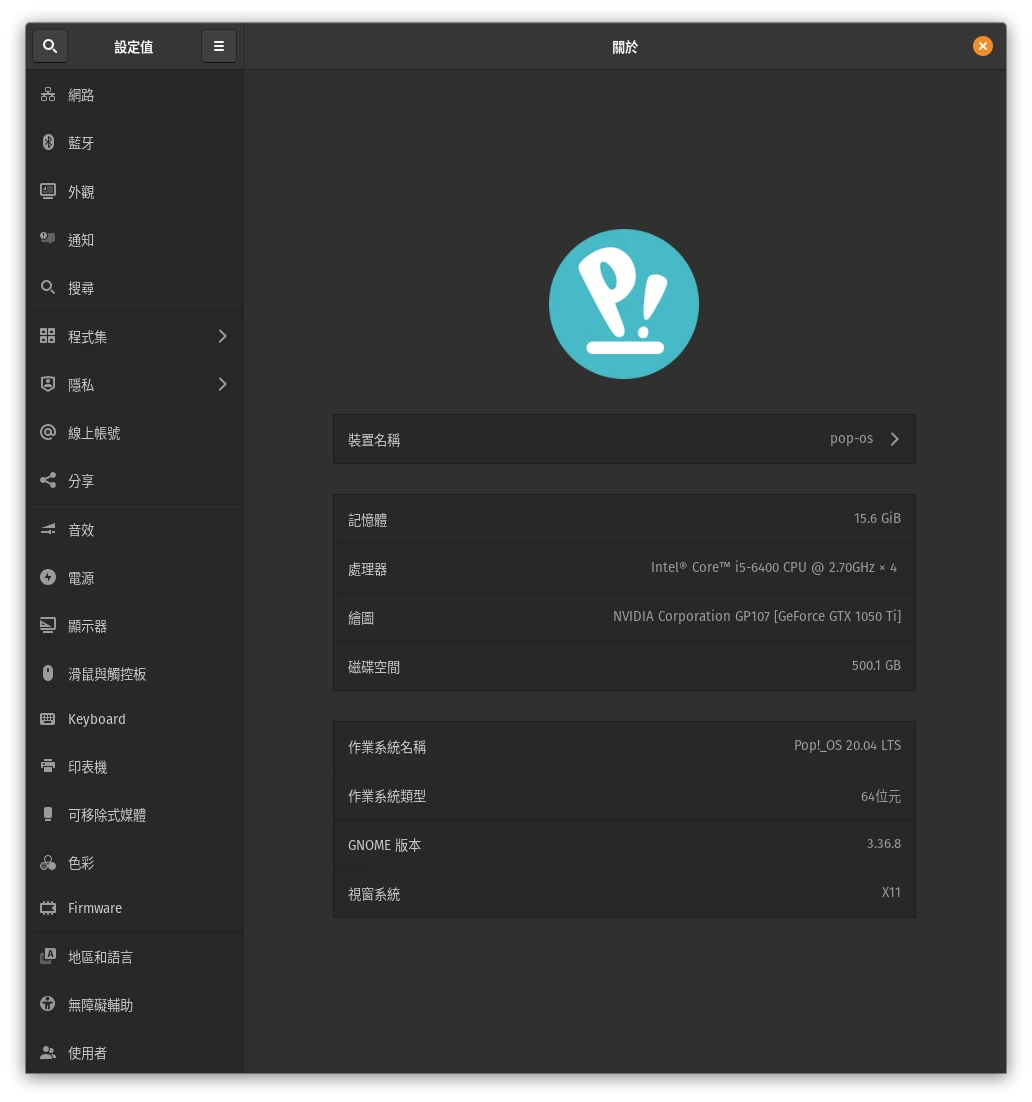 設定值
關於
網路
藍牙
外觀
通知
搜尋
程式集
隱私
線上帳號
分享
音效
電源
顯示器
滑鼠與觸控板
Keyboard
印表機
可移除式媒體
色彩
Firmware
地區和語言
無障礙輔助
使用者
P!
裝置名稱 pop-os
記憶體 15.6 GiB
處理器 Intel® Core™ i5-6400 CPU @ 2.70GHz × 4
繪圖 NVIDIA Corporation GP107 [GeForce GTX 1050 Ti]
磁碟空間 500.1 GB
作業系統名稱 Pop!_OS 20.04 LTS
作業系統類型 64位元
GNOME 版本 3.36.8
視窗系統 X11